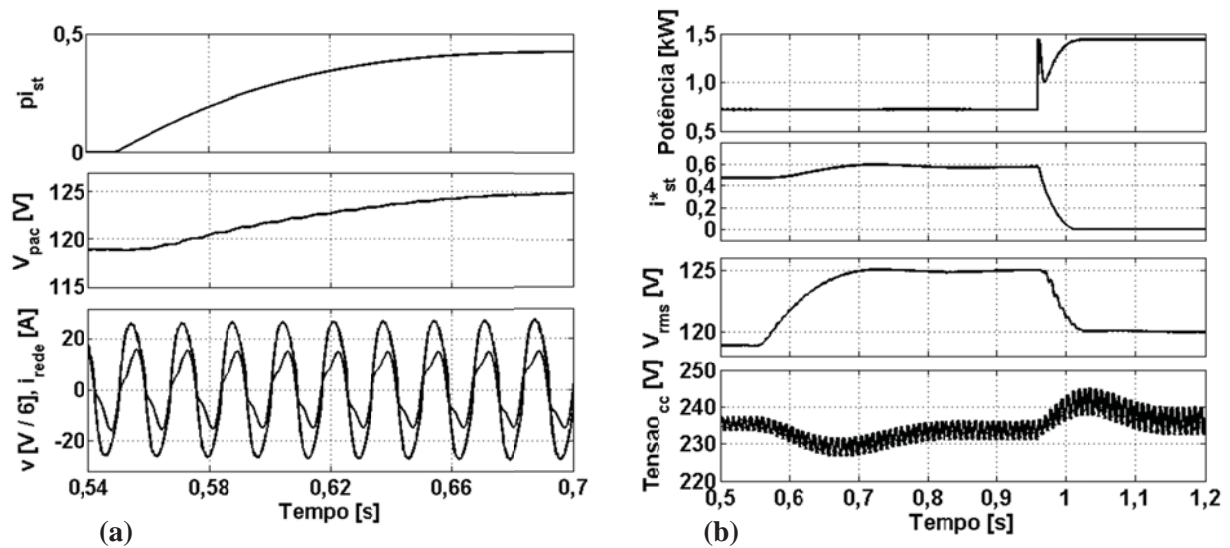 0,5
0
pi_st
125
120
115
V_pac [V]
20
0
-20
v [V / 6], i_rede [A]
0,54 0,58 0,62 0,66 0,7
Tempo [s]
(a)
1,5
1,0
0,5
Potência [kW]
0,6
0,4
0,2
0
i*_st
125
120
V_rms [V]
250
240
230
220
Tensao_cc [V]
0,5 0,6 0,7 0,8 0,9 1 1,1 1,2
Tempo [s]
(b)